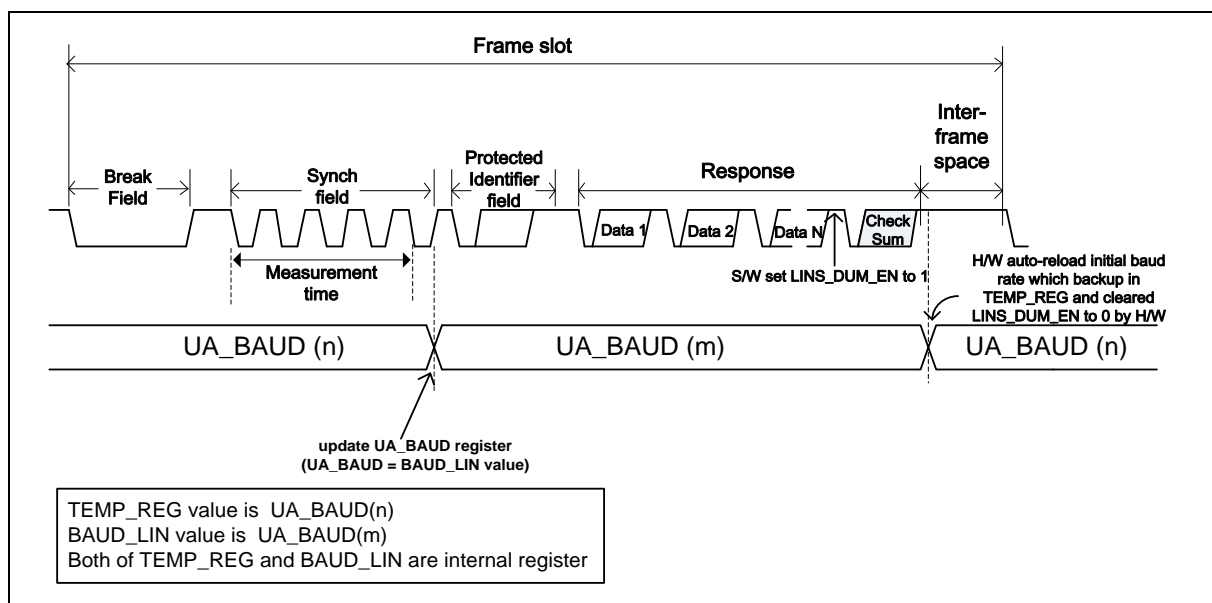 Frame slot
Inter-
frame
space
Break
Field
Synch
field
Protected
Identifier
field
Response
Data 1
Data 2
Data N
Check
Sum
Measurement
time
S/W set LINS_DUM_EN to 1
H/W auto-reload initial baud
rate which backup in
TEMP_REG and cleared
LINS_DUM_EN to 0 by H/W
UA_BAUD (n)
UA_BAUD (m)
UA_BAUD (n)
update UA_BAUD register
(UA_BAUD = BAUD_LIN value)
TEMP_REG value is UA_BAUD(n)
BAUD_LIN value is UA_BAUD(m)
Both of TEMP_REG and BAUD_LIN are internal register